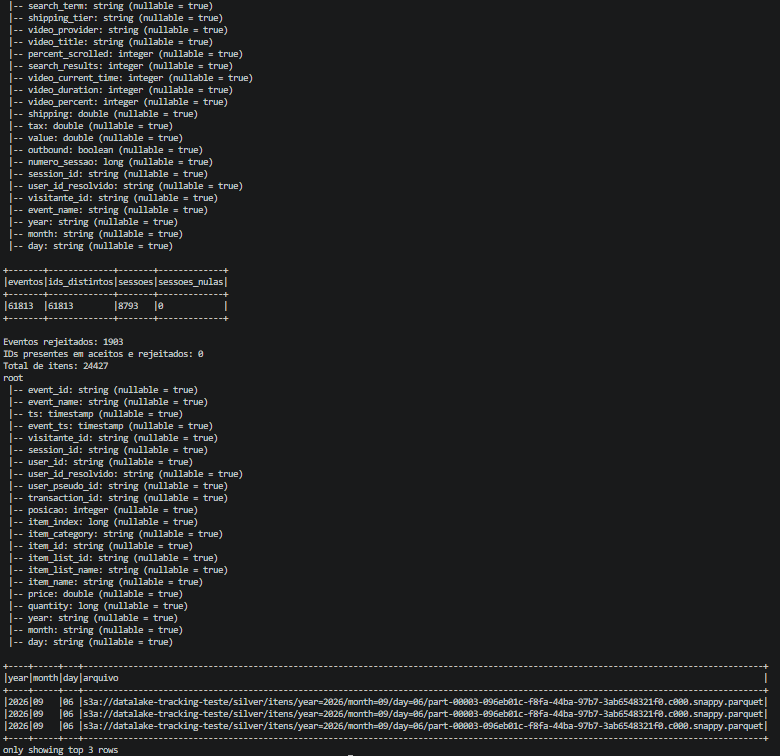 |-- search_term: string (nullable = true)
|-- shipping_tier: string (nullable = true)
|-- video_provider: string (nullable = true)
|-- video_title: string (nullable = true)
|-- percent_scrolled: integer (nullable = true)
|-- search_results: integer (nullable = true)
|-- video_current_time: integer (nullable = true)
|-- video_duration: integer (nullable = true)
|-- video_percent: integer (nullable = true)
|-- shipping: double (nullable = true)
|-- tax: double (nullable = true)
|-- value: double (nullable = true)
|-- outbound: boolean (nullable = true)
|-- numero_sessao: long (nullable = true)
|-- session_id: string (nullable = true)
|-- user_id_resolvido: string (nullable = true)
|-- visitante_id: string (nullable = true)
|-- event_name: string (nullable = true)
|-- year: string (nullable = true)
|-- month: string (nullable = true)
|-- day: string (nullable = true)
+-------+-------------+-------+-------------+
|eventos|ids_distintos|sessoes|sessoes_nulas|
+-------+-------------+-------+-------------+
|61813  |61813        |8793   |0            |
+-------+-------------+-------+-------------+
Eventos rejeitados: 1903
IDs presentes em aceitos e rejeitados: 0
Total de itens: 24427
root
|-- event_id: string (nullable = true)
|-- event_name: string (nullable = true)
|-- ts: timestamp (nullable = true)
|-- event_ts: timestamp (nullable = true)
|-- visitante_id: string (nullable = true)
|-- session_id: string (nullable = true)
|-- user_id: string (nullable = true)
|-- user_id_resolvido: string (nullable = true)
|-- user_pseudo_id: string (nullable = true)
|-- transaction_id: string (nullable = true)
|-- posicao: integer (nullable = true)
|-- item_index: long (nullable = true)
|-- item_category: string (nullable = true)
|-- item_id: string (nullable = true)
|-- item_list_id: string (nullable = true)
|-- item_list_name: string (nullable = true)
|-- item_name: string (nullable = true)
|-- price: double (nullable = true)
|-- quantity: long (nullable = true)
|-- year: string (nullable = true)
|-- month: string (nullable = true)
|-- day: string (nullable = true)
+----+-----+---+--------------------------------------------------------------------------------------------------------------------------------------+
|year|month|day|arquivo                                                                                                                               |
+----+-----+---+--------------------------------------------------------------------------------------------------------------------------------------+
|2026|09   |06 |s3a://datalake-tracking-teste/silver/itens/year=2026/month=09/day=06/part-00003-096eb01c-f8fa-44ba-97b7-3ab6548321f0.c000.snappy.parquet|
|2026|09   |06 |s3a://datalake-tracking-teste/silver/itens/year=2026/month=09/day=06/part-00003-096eb01c-f8fa-44ba-97b7-3ab6548321f0.c000.snappy.parquet|
|2026|09   |06 |s3a://datalake-tracking-teste/silver/itens/year=2026/month=09/day=06/part-00003-096eb01c-f8fa-44ba-97b7-3ab6548321f0.c000.snappy.parquet|
+----+-----+---+--------------------------------------------------------------------------------------------------------------------------------------+
only showing top 3 rows